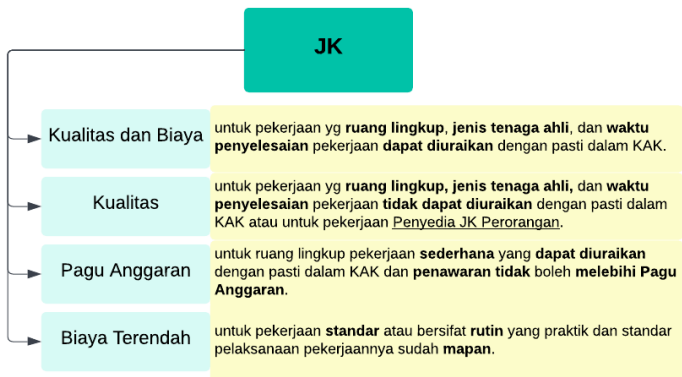 JK
Kualitas dan Biaya
untuk pekerjaan yg ruang lingkup, jenis tenaga ahli, dan waktu
penyelesaian pekerjaan dapat diuraikan dengan pasti dalam KAK.
Kualitas
untuk pekerjaan yg ruang lingkup, jenis tenaga ahli, dan waktu
penyelesaian pekerjaan tidak dapat diuraikan dengan pasti dalam
KAK atau untuk pekerjaan Penyedia JK Perorangan.
Pagu Anggaran
untuk ruang lingkup pekerjaan sederhana yang dapat diuraikan
dengan pasti dalam KAK dan penawaran tidak boleh melebihi Pagu
Anggaran.
Biaya Terendah
untuk pekerjaan standar atau bersifat rutin yang praktik dan standar
pelaksanaan pekerjaannya sudah mapan.